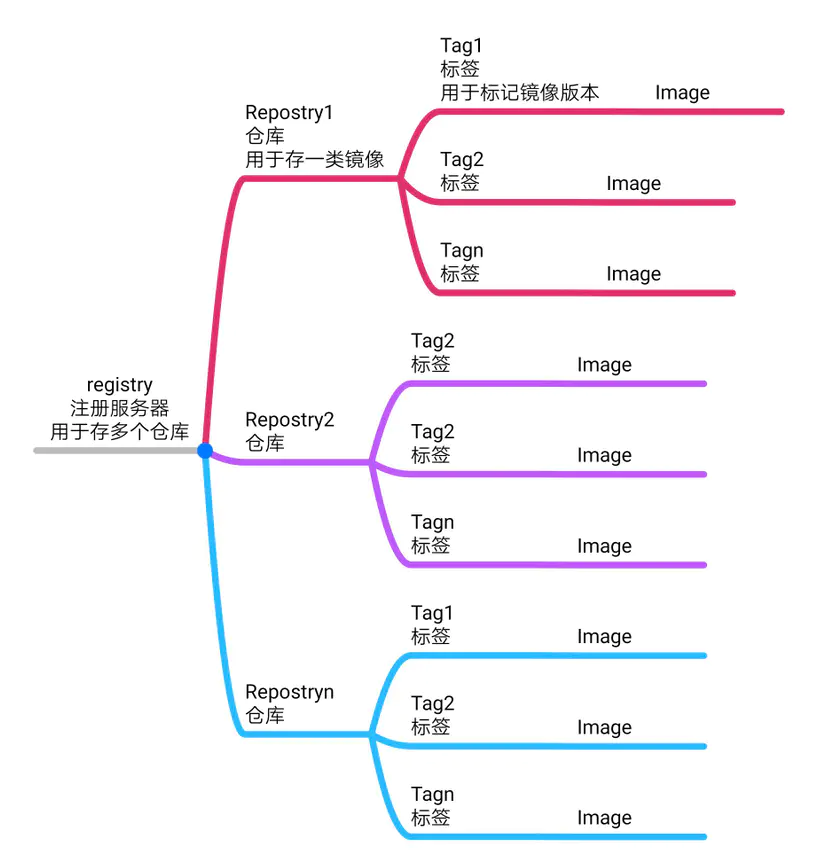 registry
注册服务器
用于存多个仓库
Repostry1
仓库
用于存一类镜像
Tag1
标签
用于标记镜像版本 Image
Tag2
标签 Image
Tagn
标签 Image
Repostry2
仓库
Tag2
标签 Image
Tag2
标签 Image
Tagn
标签 Image
Repostryn
仓库
Tag1
标签 Image
Tag2
标签 Image
Tagn
标签 Image